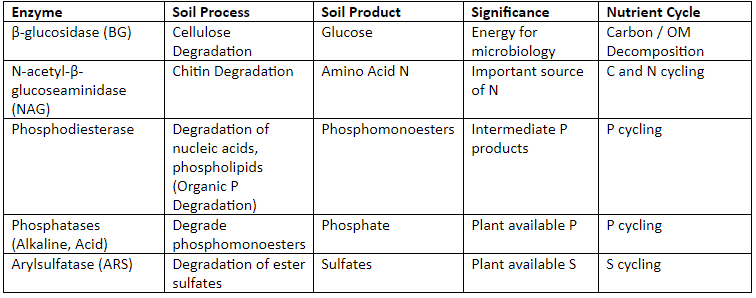 Enzyme Soil Process Soil Product Significance Nutrient Cycle
β-glucosidase (BG) Cellulose Glucose Energy for Carbon / OM
Degradation microbiology Decomposition
N-acetyl-β- Chitin Degradation Amino Acid N Important source C and N cycling
glucoseaminidase of N
(NAG)
Phosphodiesterase Degradation of Phosphomonoesters Intermediate P P cycling
nucleic acids, products
phospholipids
(Organic P
Degradation)
Phosphatases Degrade Phosphate Plant available P P cycling
(Alkaline, Acid) phosphomonoesters
Arylsulfatase (ARS) Degradation of ester Sulfates Plant available S S cycling
sulfates